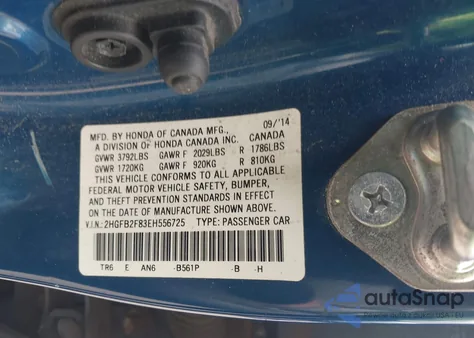 MFD. BY HONDA OF CANADA MFG., 09/'14
A DIVISION OF HONDA CANADA INC. CANADA
GVWR 3792LBS GAWR F 2029LBS R 1786LBS
GVWR 1720KG GAWR F 920KG R 810KG
THIS VEHICLE CONFORMS TO ALL APPLICABLE
FEDERAL MOTOR VEHICLE SAFETY, BUMPER,
AND THEFT PREVENTION STANDARDS IN EFFECT ON
THE DATE OF MANUFACTURE SHOWN ABOVE.
V.I.N.:2HGFB2F83EH556725 TYPE: PASSENGER CAR
TR6 E AN6 -B561P -B -H
autoSnap